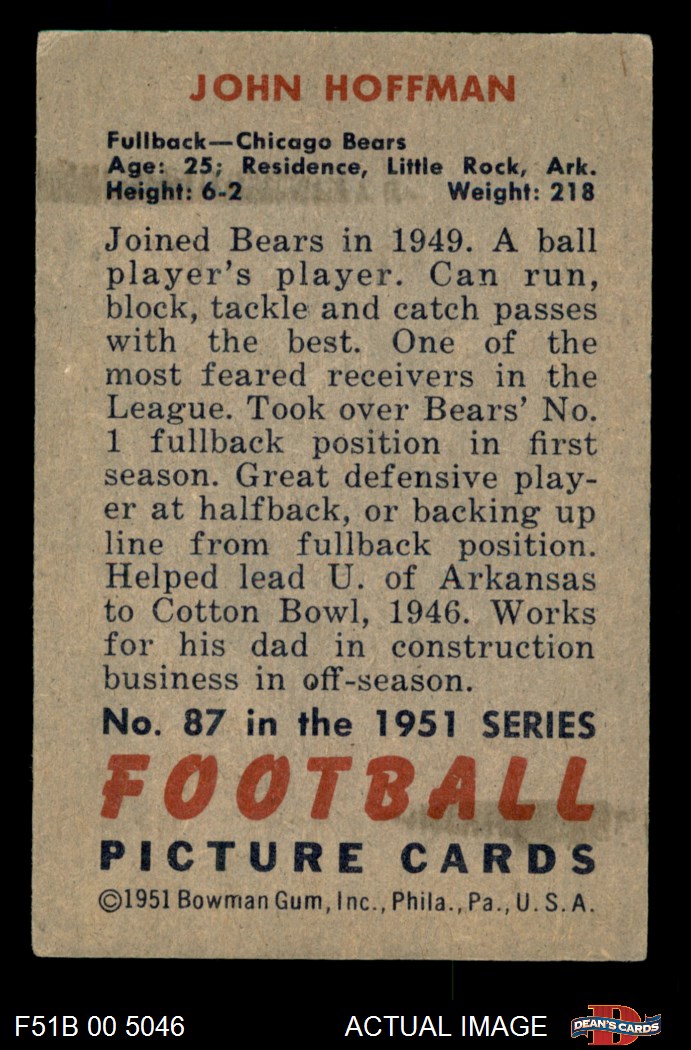 JOHN HOFFMAN
Fullback—Chicago Bears
Age: 25; Residence, Little Rock, Ark.
Height: 6-2 Weight: 218
Joined Bears in 1949. A ball
player's player. Can run,
block, tackle and catch passes
with the best. One of the
most feared receivers in the
League. Took over Bears' No.
1 fullback position in first
season. Great defensive play-
er at halfback, or backing up
line from fullback position.
Helped lead U. of Arkansas
to Cotton Bowl, 1946. Works
for his dad in construction
business in off-season.
No. 87 in the 1951 SERIES
FOOTBALL
PICTURE CARDS
©1951 Bowman Gum, Inc., Phila., Pa., U. S. A.
F51B 00 5046 ACTUAL IMAGE
D
DEAN'S CARDS